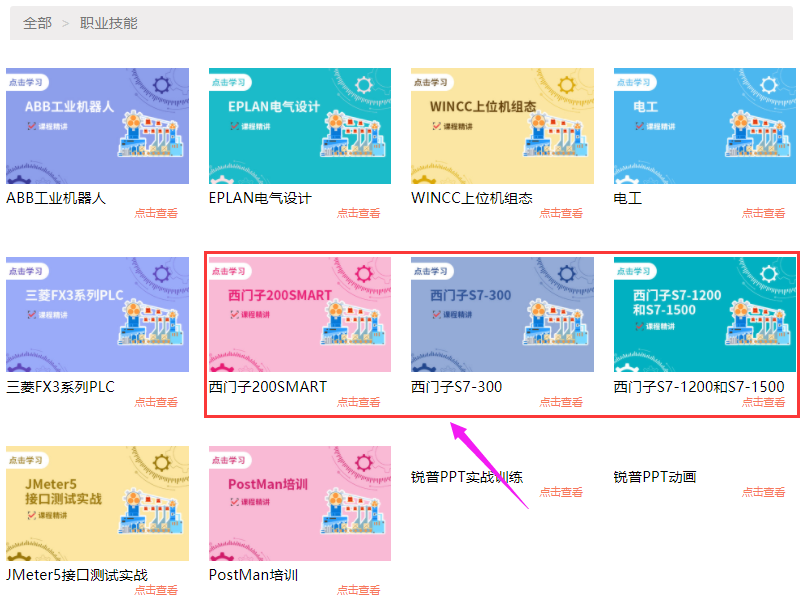 全部 > 职业技能
点击学习
ABB工业机器人
课程精讲
ABB工业机器人
点击查看
点击学习
EPLAN电气设计
课程精讲
EPLAN电气设计
点击查看
点击学习
WINCC上位机组态
课程精讲
WINCC上位机组态
点击查看
点击学习
电工
课程精讲
电工
点击查看
点击学习
三菱FX3系列PLC
课程精讲
三菱FX3系列PLC
点击查看
点击学习
西门子200SMART
课程精讲
西门子200SMART
点击查看
点击学习
西门子S7-300
课程精讲
西门子S7-300
点击查看
点击学习
西门子S7-1200
和S7-1500
课程精讲
西门子S7-1200和S7-1500
点击查看
点击学习
JMeter5
接口测试实战
课程精讲
JMeter5接口测试实战
点击查看
点击学习
PostMan培训
课程精讲
PostMan培训
点击查看
锐普PPT实战训练
点击查看
锐普PPT动画
点击查看